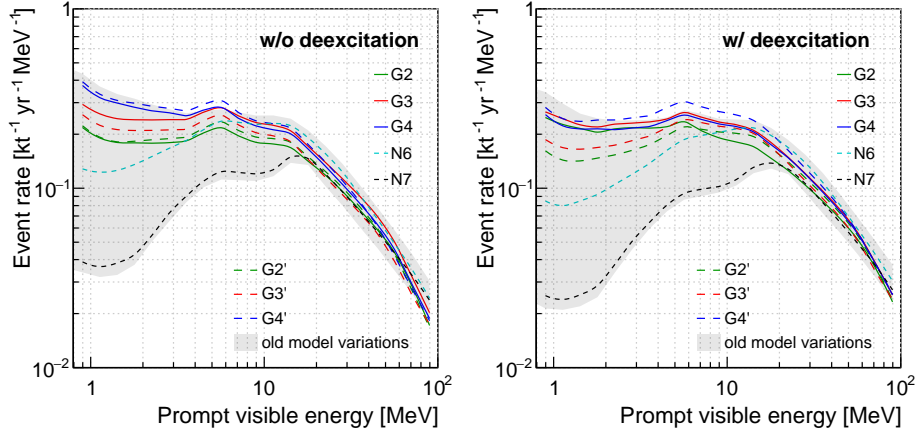 w/o deexcitation
G2
G3
G4
N6
N7
G2'
G3'
G4'
old model variations
1
10⁻¹
10⁻²
1
10
10²
Event rate [kt⁻¹ yr⁻¹ MeV⁻¹]
Prompt visible energy [MeV]
w/ deexcitation
G2
G3
G4
N6
N7
G2'
G3'
G4'
old model variations
1
10⁻¹
10⁻²
1
10
10²
Event rate [kt⁻¹ yr⁻¹ MeV⁻¹]
Prompt visible energy [MeV]